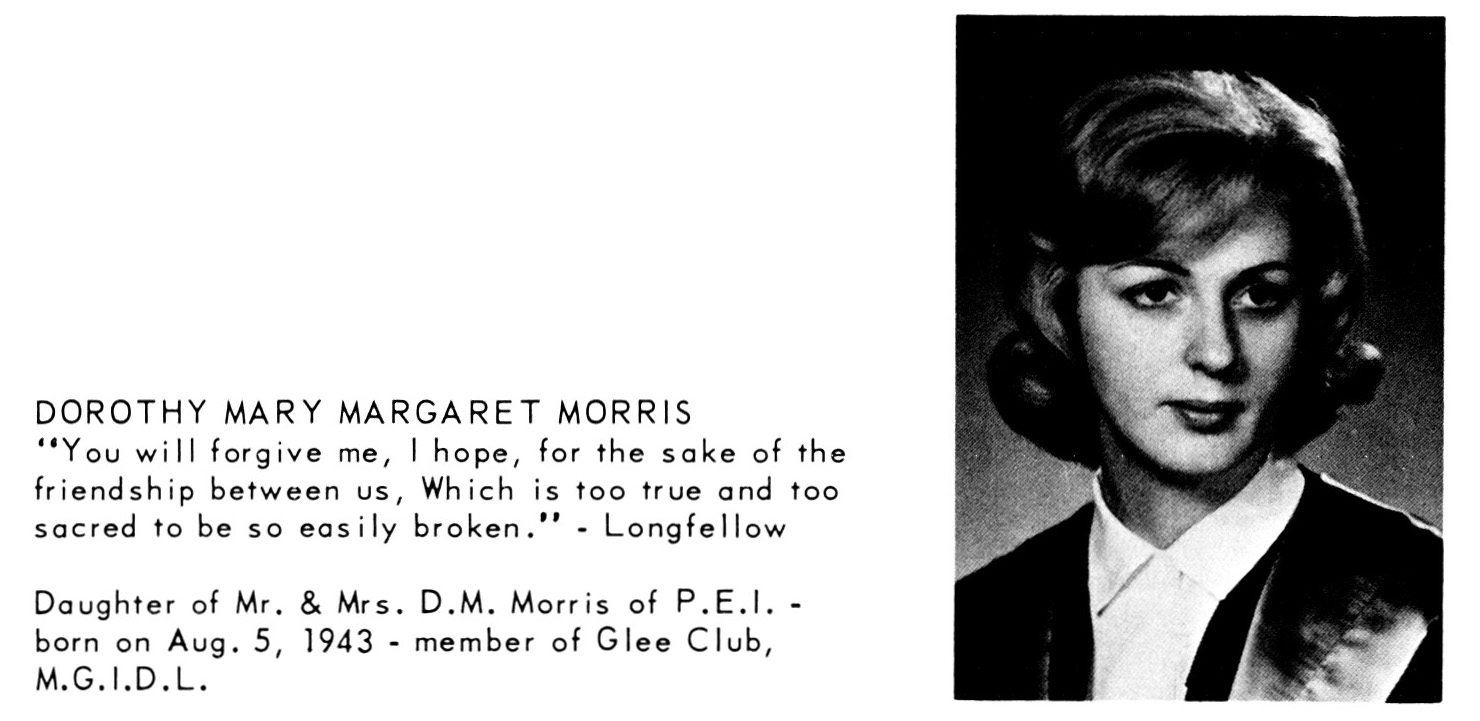 DOROTHY MARY MARGARET MORRIS
“You will forgive me, I hope, for the sake of the
friendship between us, Which is too true and too
sacred to be so easily broken.” - Longfellow
Daughter of Mr. & Mrs. D.M. Morris of P.E.I. -
born on Aug. 5, 1943 - member of Glee Club,
M.G.I.D.L.